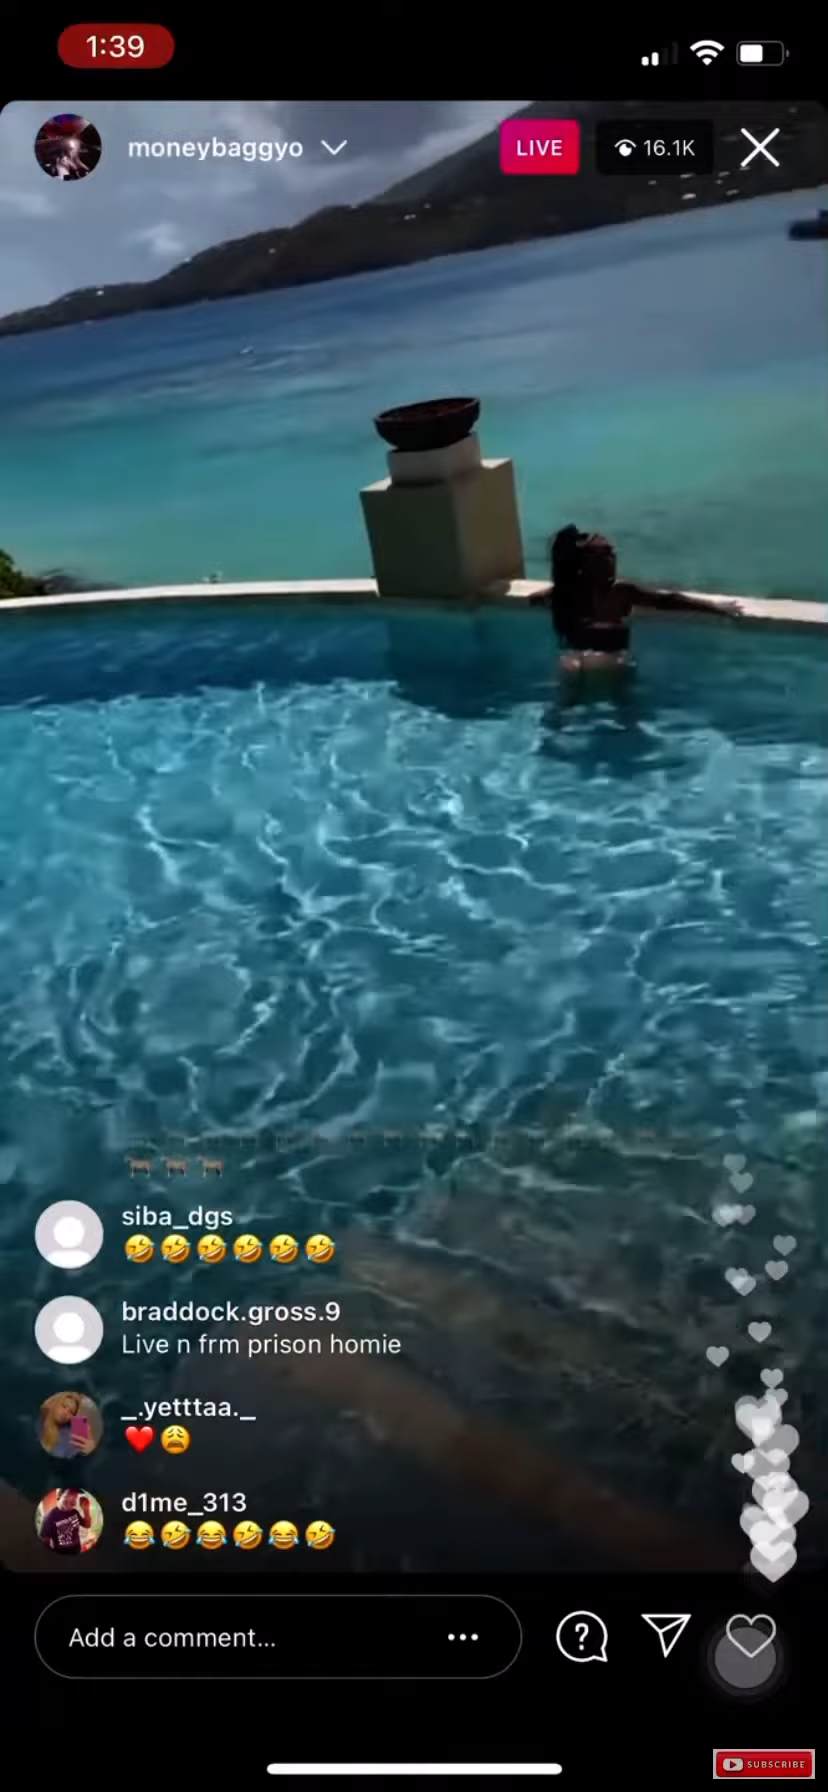 1:39
moneybaggyo
LIVE
16.1K
siba_dgs
🤣🤣🤣🤣🤣🤣
braddock.gross.9
Live n frm prison homie
_.yetttaa._
❤️😩
d1me_313
😂🤣😂🤣😂🤣
Add a comment...
SUBSCRIBE